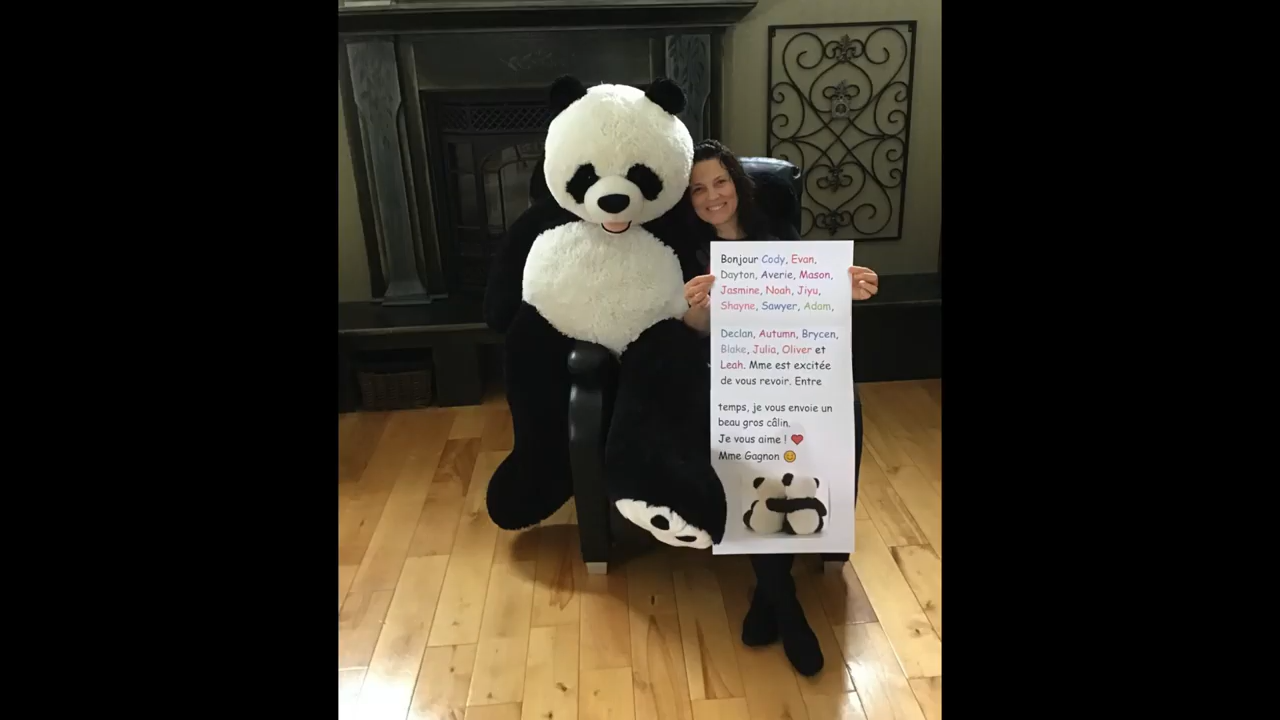 Bonjour Cody, Evan,
Dayton, Averie, Mason,
Jasmine, Noah, Jiyu,
Shayne, Sawyer, Adam,
Declan, Autumn, Brycen,
Blake, Julia, Oliver et
Leah. Mme est excitée
de vous revoir. Entre
temps, je vous envoie un
beau gros câlin.
Je vous aime ! ❤️
Mme Gagnon 😊